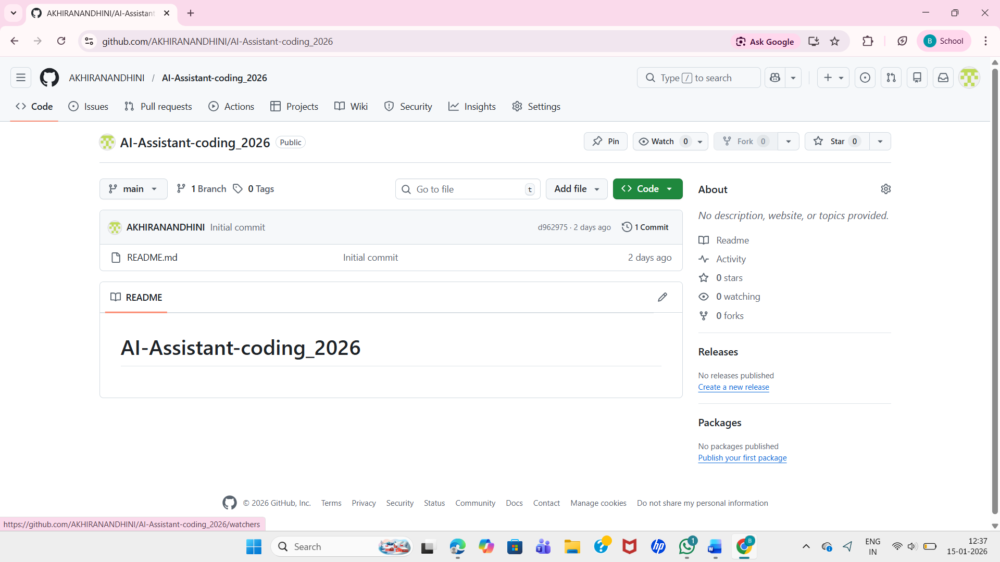 AKHIRANANDHINI/AI-Assistant
github.com/AKHIRANANDHINI/AI-Assistant-coding_2026
Ask Google
B
School
AKHIRANANDHINI / AI-Assistant-coding_2026
Type / to search
Code
Issues
Pull requests
Actions
Projects
Wiki
Security
Insights
Settings
AI-Assistant-coding_2026
Public
Pin
Watch 0
Fork 0
Star 0
main
1 Branch
0 Tags
Go to file
t
Add file
Code
AKHIRANANDHINI Initial commit
d962975 · 2 days ago
1 Commit
README.md
Initial commit
2 days ago
README
AI-Assistant-coding_2026
About
No description, website, or topics provided.
Readme
Activity
0 stars
0 watching
0 forks
Releases
No releases published
Create a new release
Packages
No packages published
Publish your first package
© 2026 GitHub, Inc.
Terms
Privacy
Security
Status
Community
Docs
Contact
Manage cookies
Do not share my personal information
https://github.com/AKHIRANANDHINI/AI-Assistant-coding_2026/watchers
Search
T
?
hp
1
W
B
ENG
IN
12:37
15-01-2026